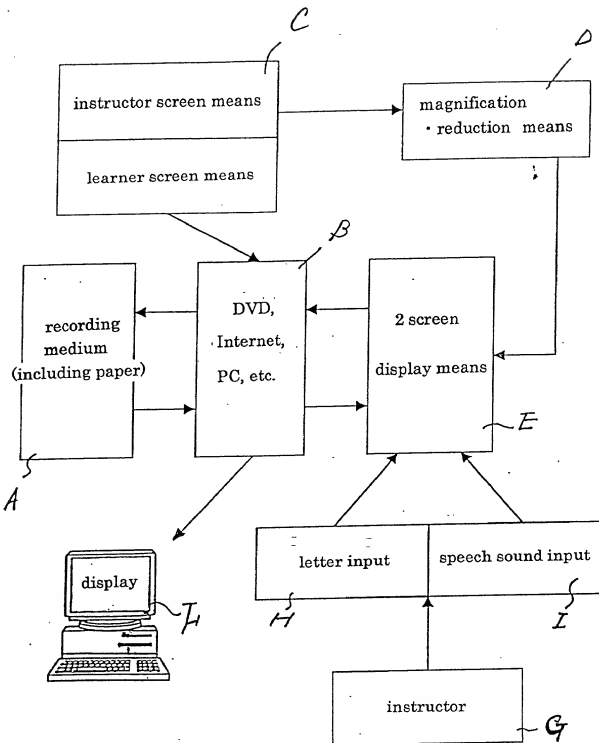 C
D
instructor screen means
magnification
・reduction means
learner screen means
B
recording
medium
(including paper)
DVD,
Internet,
PC, etc.
2 screen
display means
E
A
display
F
letter input
speech sound input
H
I
instructor
G